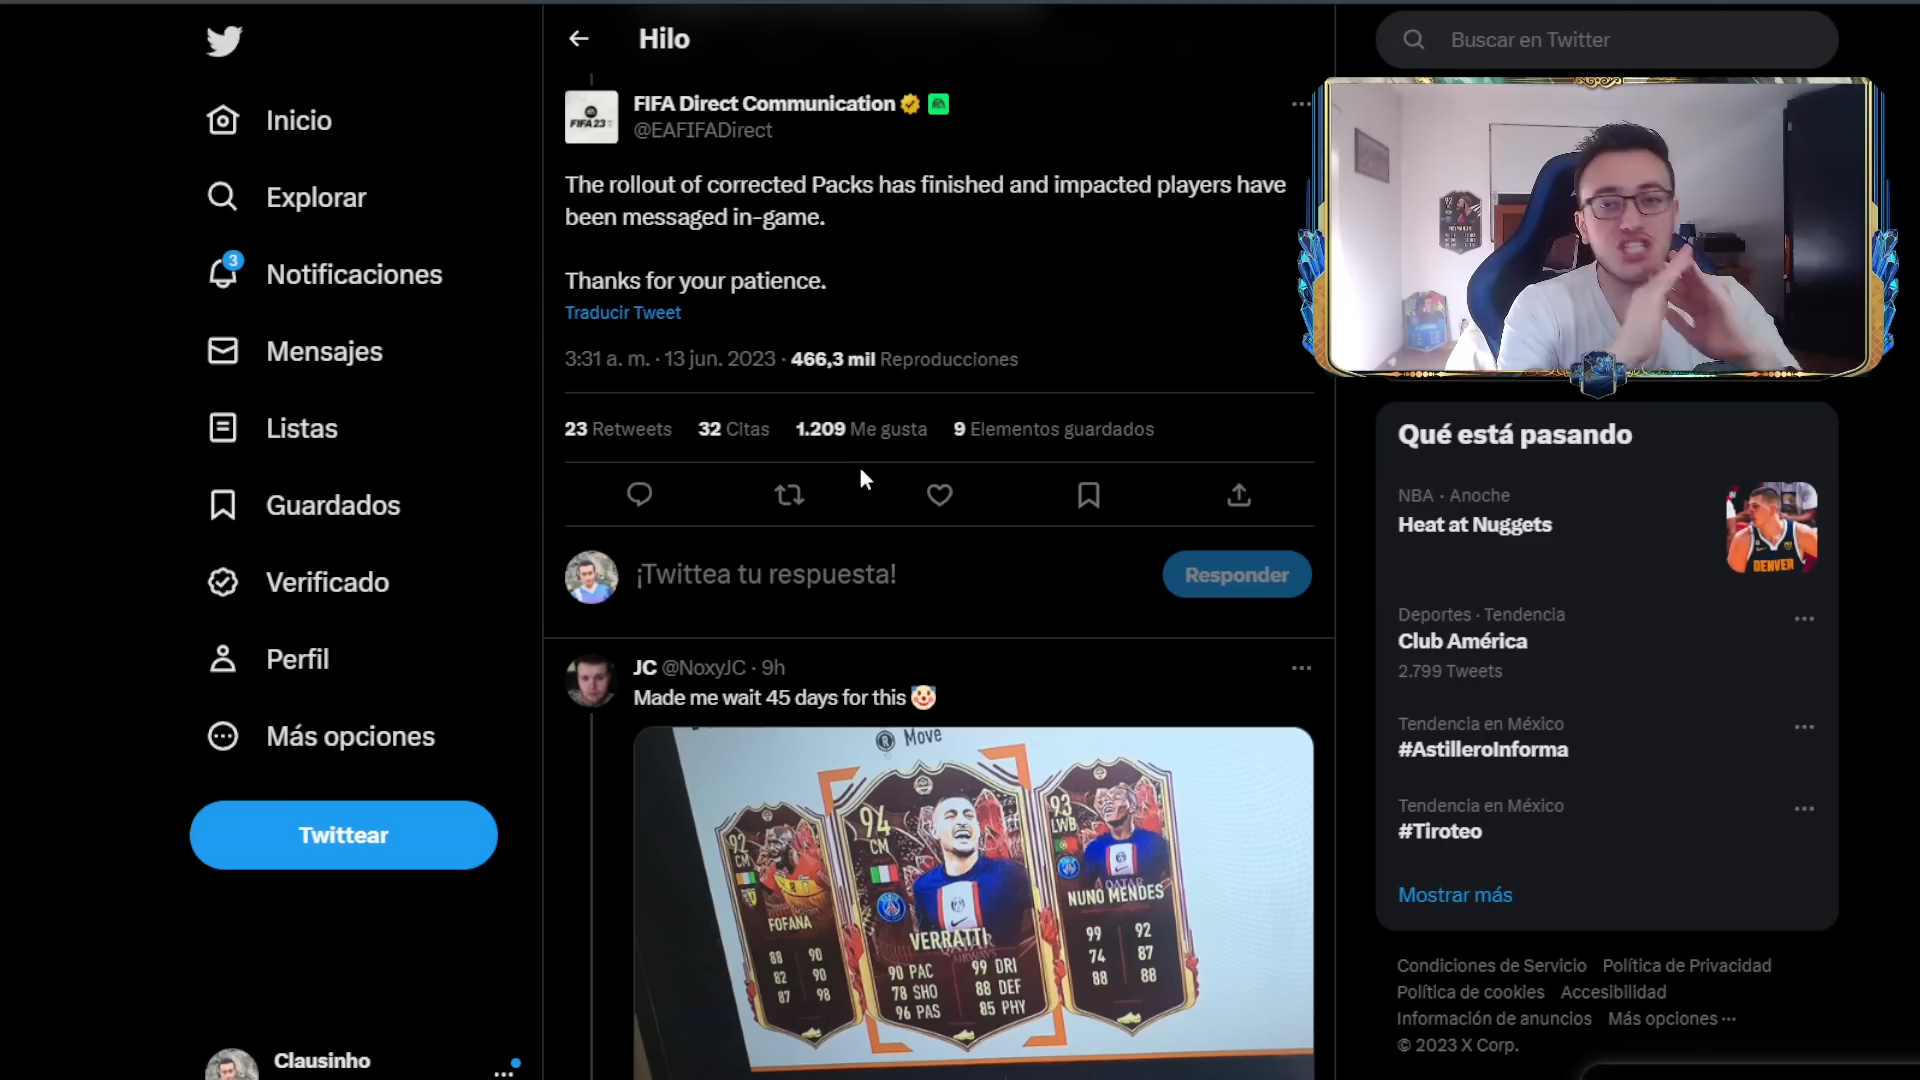 Hilo
Buscar en Twitter
Inicio
Explorar
3
Notificaciones
Mensajes
Listas
Guardados
Verificado
Perfil
Más opciones
Twittear
Clausinho
FIFA 23
FIFA Direct Communication
@EAFIFADirect
The rollout of corrected Packs has finished and impacted players have
been messaged in-game.
Thanks for your patience.
Traducir Tweet
3:31 a. m. · 13 jun. 2023 · 466,3 mil Reproducciones
23 Retweets 32 Citas 1.209 Me gusta 9 Elementos guardados
¡Twittea tu respuesta!
Responder
JC @NoxyJC · 9h
Made me wait 45 days for this 🤡
R Move
92
CM
FOFANA
88 90
82 90
87 98
94
CM
VERRATTI
90 PAC 99 DRI
78 SHO 88 DEF
96 PAS 85 PHY
93
LWB
NUNO MENDES
99 92
74 87
88 88
Qué está pasando
NBA · Anoche
Heat at Nuggets
DENVER
Deportes · Tendencia
Club América
2.799 Tweets
Tendencia en México
#AstilleroInforma
Tendencia en México
#Tiroteo
Mostrar más
Condiciones de Servicio Política de Privacidad
Política de cookies Accesibilidad
Información de anuncios Más opciones ···
© 2023 X Corp.